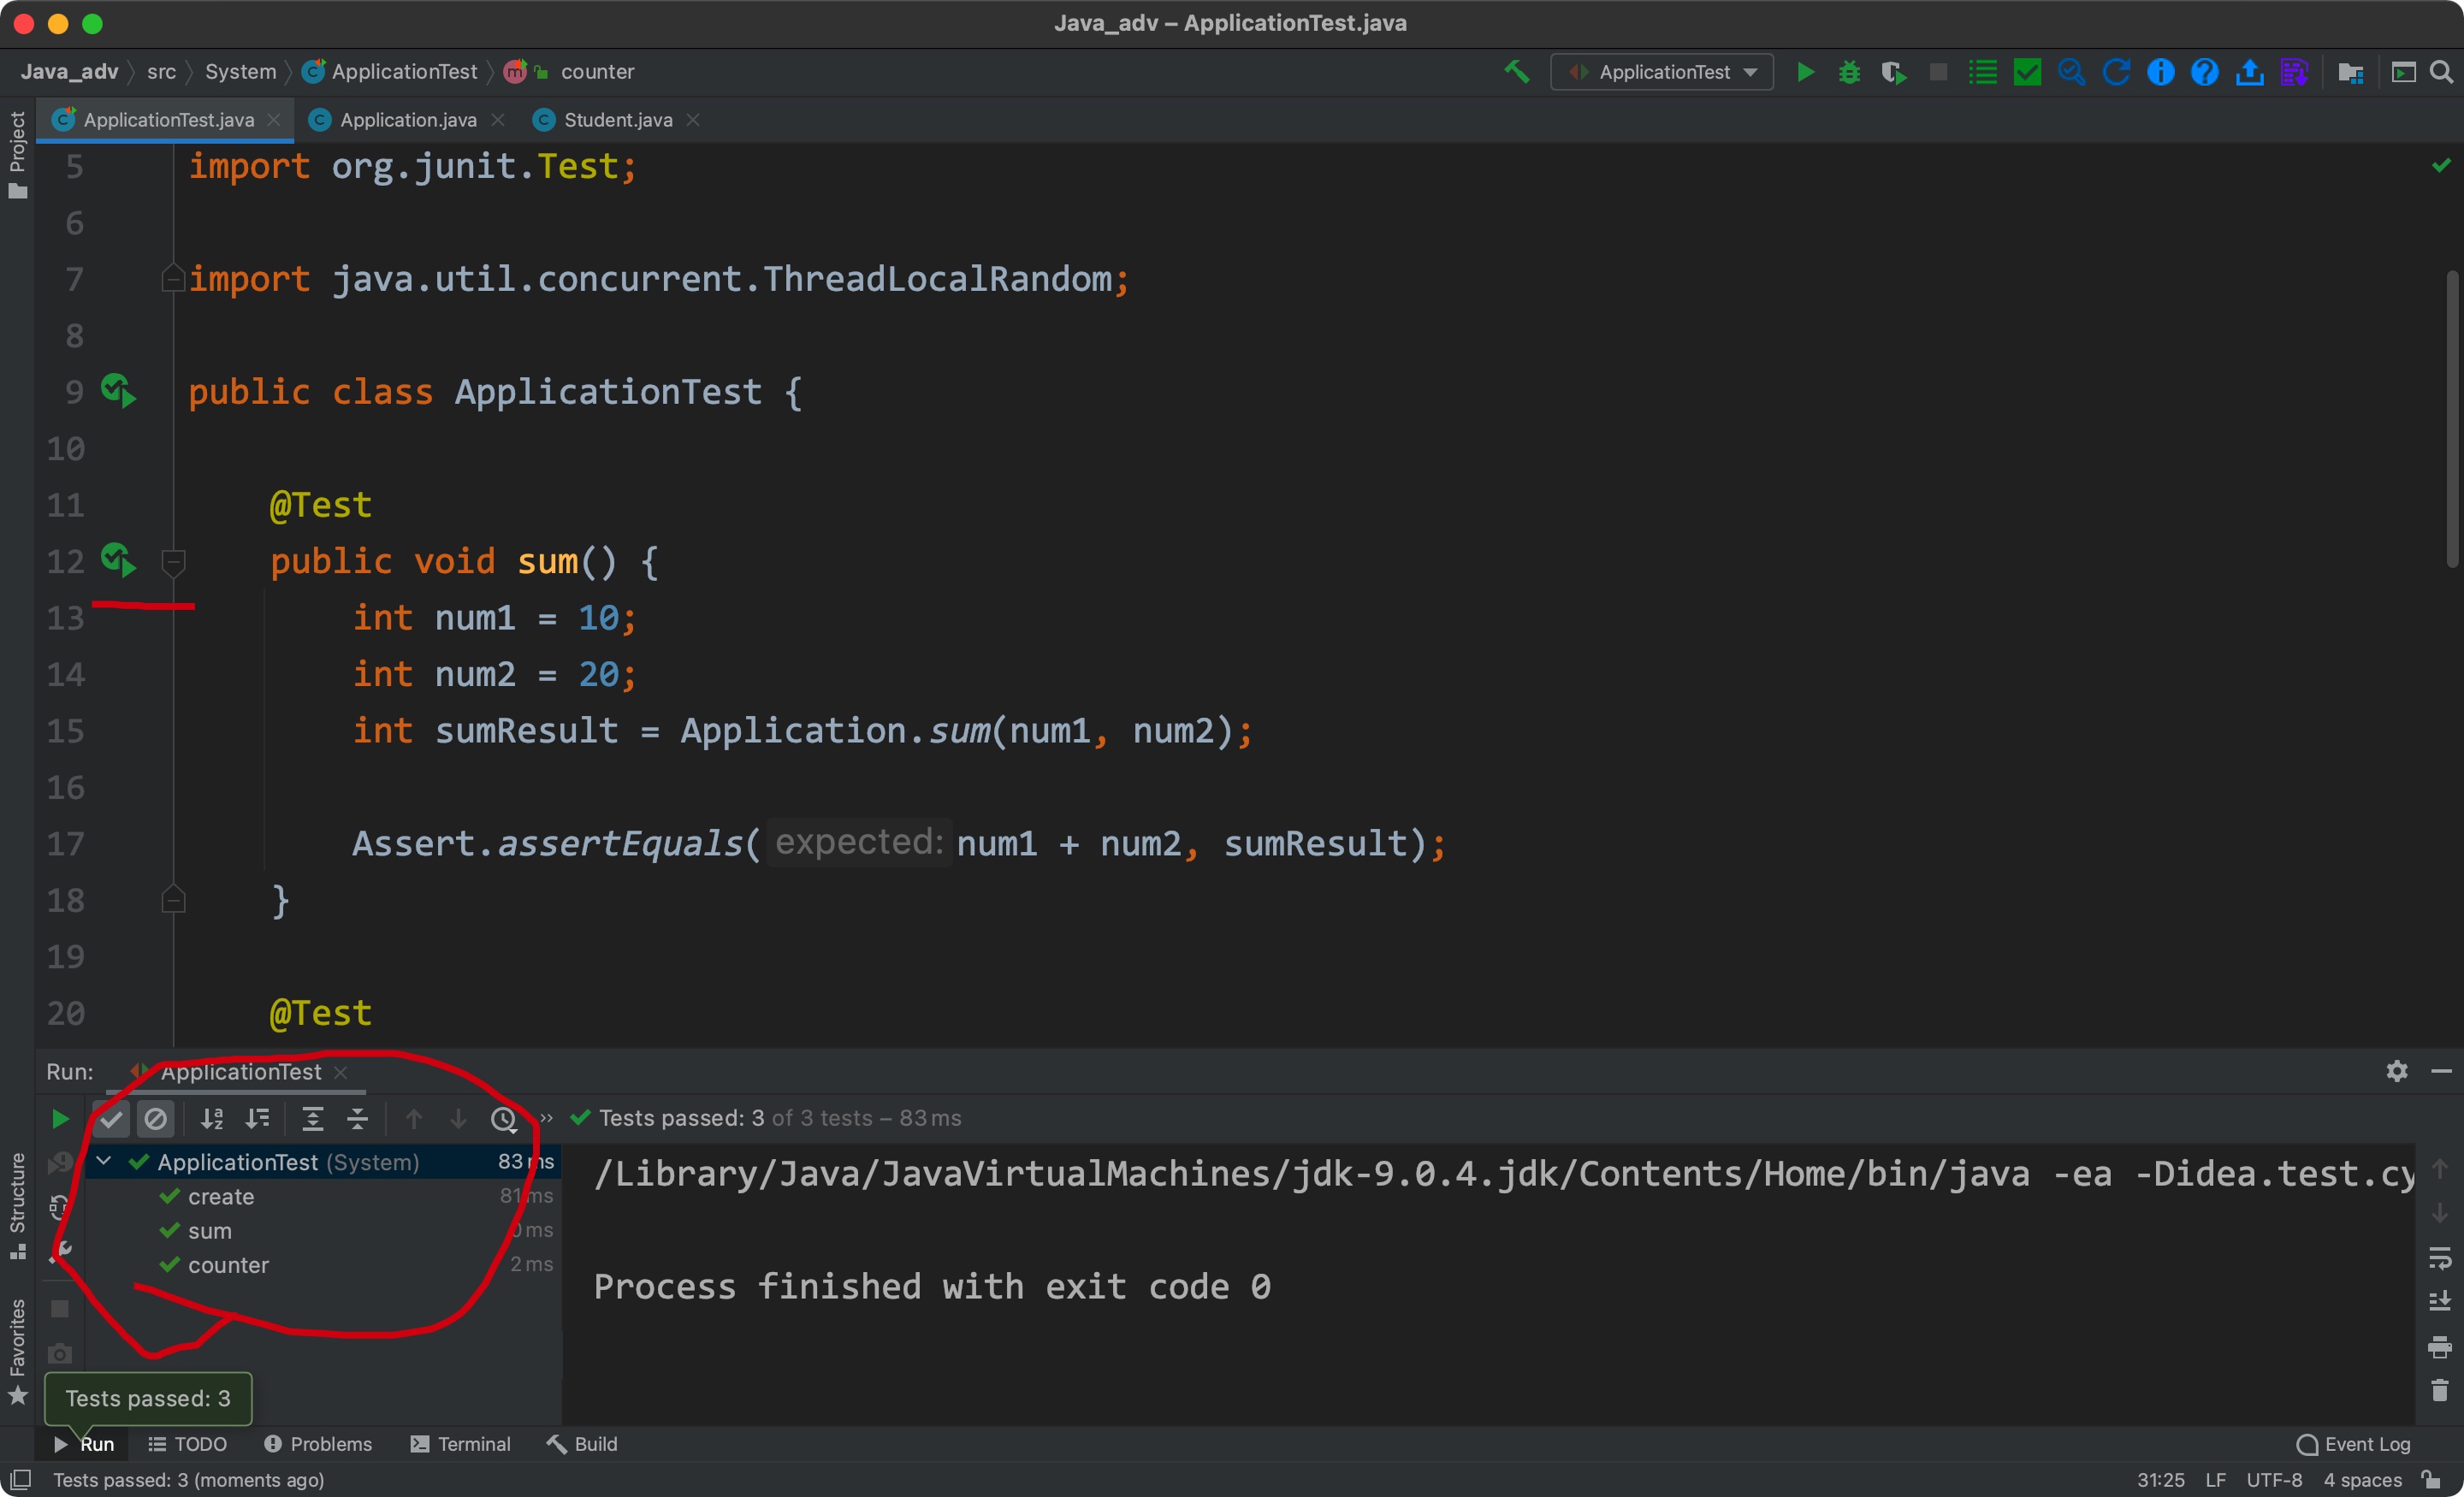 Java_adv – ApplicationTest.java
Java_adv src System ApplicationTest counter
ApplicationTest
Project
ApplicationTest.java Application.java Student.java
5 import org.junit.Test;
6
7 import java.util.concurrent.ThreadLocalRandom;
8
9 public class ApplicationTest {
10
11 @Test
12 public void sum() {
13 int num1 = 10;
14 int num2 = 20;
15 int sumResult = Application.sum(num1, num2);
16
17 Assert.assertEquals( expected: num1 + num2, sumResult);
18 }
19
20 @Test
Run: ApplicationTest
Tests passed: 3 of 3 tests – 83 ms
ApplicationTest (System) 83 ms
create 81 ms
sum 0 ms
counter 2 ms
/Library/Java/JavaVirtualMachines/jdk-9.0.4.jdk/Contents/Home/bin/java -ea -Didea.test.cy
Process finished with exit code 0
Structure
Favorites
Tests passed: 3
Run TODO Problems Terminal Build Event Log
Tests passed: 3 (moments ago) 31:25 LF UTF-8 4 spaces